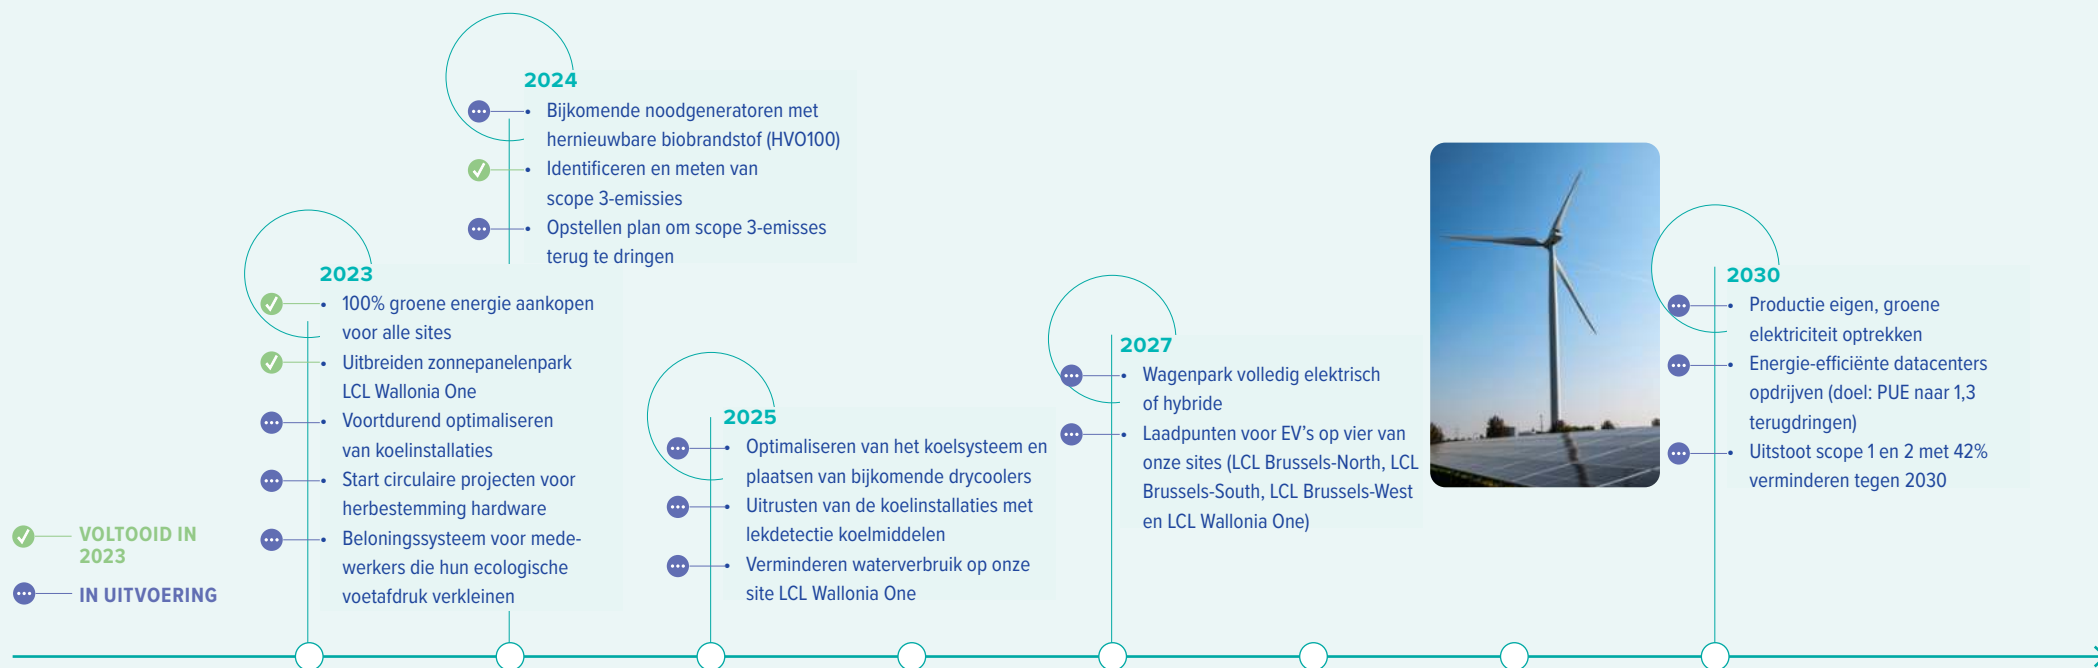 2024
• Bijkomende noodgeneratoren met
hernieuwbare biobrandstof (HVO100)
• Identificeren en meten van
scope 3-emissies
• Opstellen plan om scope 3-emisses
terug te dringen
2023
• 100% groene energie aankopen
voor alle sites
• Uitbreiden zonnepanelenpark
LCL Wallonia One
• Voortdurend optimaliseren
van koelinstallaties
• Start circulaire projecten voor
herbestemming hardware
• Beloningssysteem voor mede-
werkers die hun ecologische
voetafdruk verkleinen
VOLTOOID IN
2023
IN UITVOERING
2025
• Optimaliseren van het koelsysteem en
plaatsen van bijkomende drycoolers
• Uitrusten van de koelinstallaties met
lekdetectie koelmiddelen
• Verminderen waterverbruik op onze
site LCL Wallonia One
2027
• Wagenpark volledig elektrisch
of hybride
• Laadpunten voor EV's op vier van
onze sites (LCL Brussels-North, LCL
Brussels-South, LCL Brussels-West
en LCL Wallonia One)
2030
• Productie eigen, groene
elektriciteit optrekken
• Energie-efficiënte datacenters
opdrijven (doel: PUE naar 1,3
terugdringen)
• Uitstoot scope 1 en 2 met 42%
verminderen tegen 2030